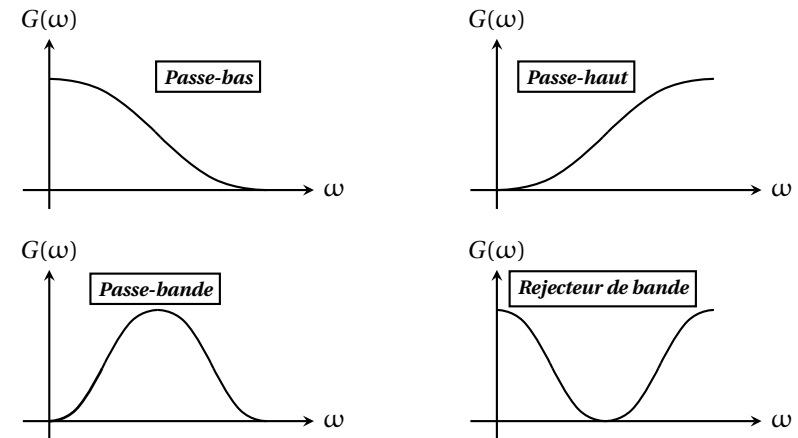 G(ω)
Passe-bas
ω
G(ω)
Passe-haut
ω
G(ω)
Passe-bande
ω
G(ω)
Rejecteur de bande
ω